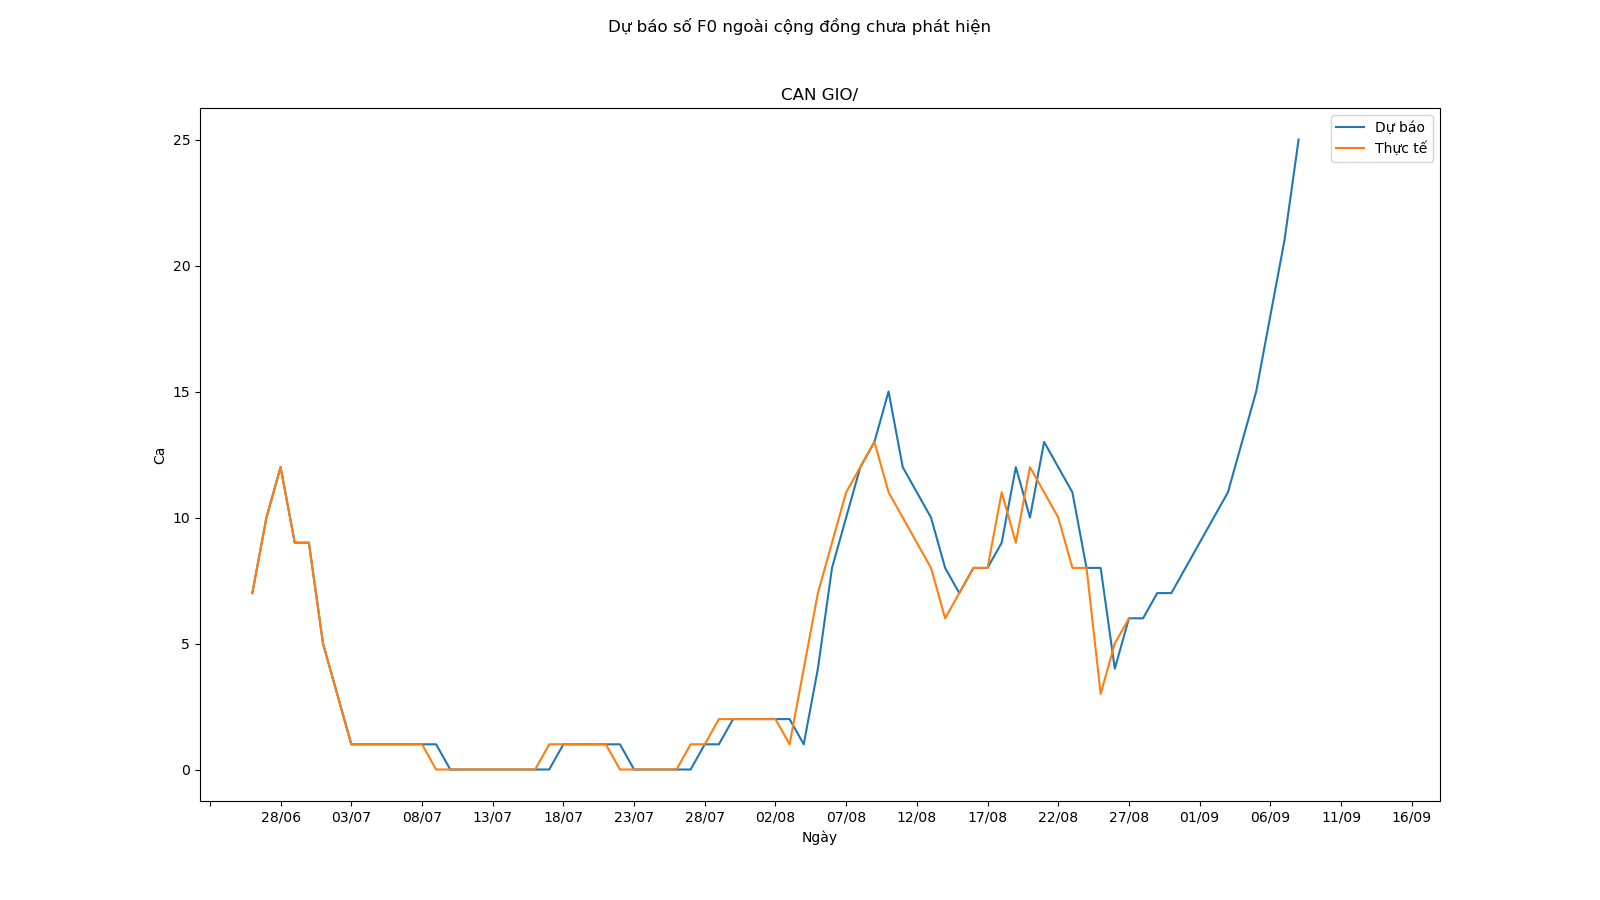 Dự báo số F0 ngoài cộng đồng chưa phát hiện
CAN GIO/
Dự báo
Thực tế
25
20
15
10
5
0
Ca
28/06 03/07 08/07 13/07 18/07 23/07 28/07 02/08 07/08 12/08 17/08 22/08 27/08 01/09 06/09 11/09 16/09
Ngày